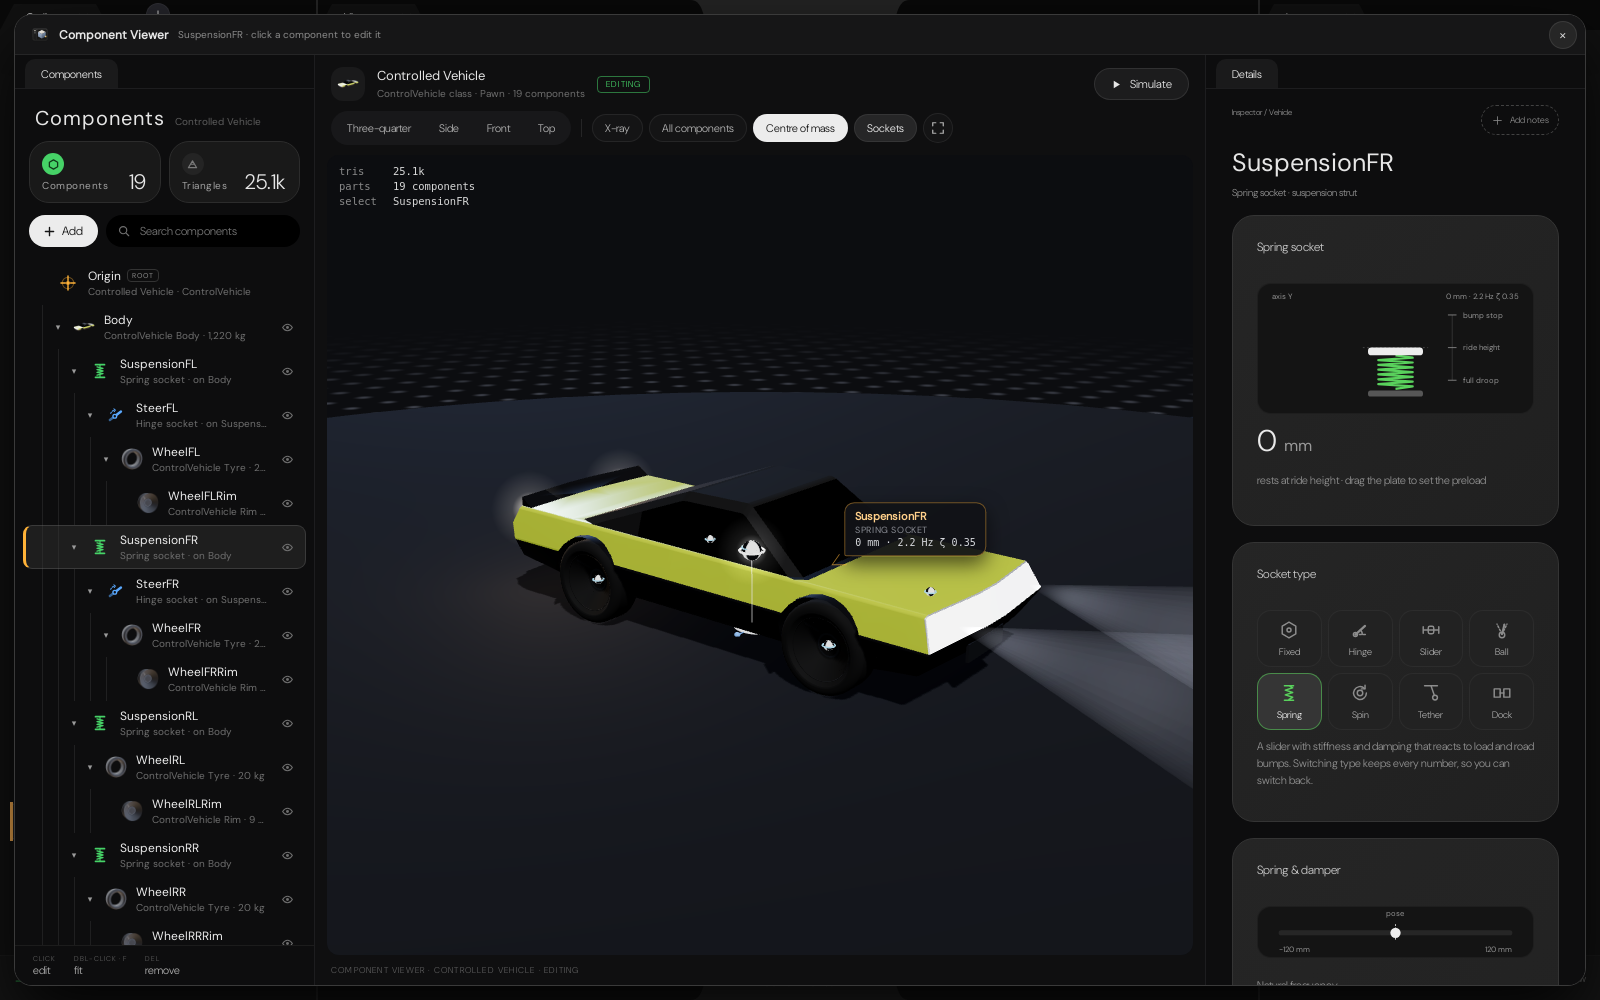 Component Viewer SuspensionFR · click a component to edit it
×
Components
Components Controlled Vehicle
Components 19
Triangles 25.1k
Add
Search components
Origin ROOT
Controlled Vehicle · ControlVehicle
Body
ControlVehicle Body · 1,220 kg
SuspensionFL
Spring socket · on Body
SteerFL
Hinge socket · on Suspens...
WheelFL
ControlVehicle Tyre · 2...
WheelFLRim
ControlVehicle Rim ...
SuspensionFR
Spring socket · on Body
SteerFR
Hinge socket · on Suspens...
WheelFR
ControlVehicle Tyre · 2...
WheelFRRim
ControlVehicle Rim ...
SuspensionRL
Spring socket · on Body
WheelRL
ControlVehicle Tyre · 20 kg
WheelRLRim
ControlVehicle Rim · 9 ...
SuspensionRR
Spring socket · on Body
WheelRR
ControlVehicle Tyre · 20 kg
WheelRRRim
CLICK DBL-CLICK · F DEL
edit fit remove
Controlled Vehicle
ControlVehicle class · Pawn · 19 components
EDITING
Simulate
Three-quarter Side Front Top X-ray All components Centre of mass Sockets
tris 25.1k
parts 19 components
select SuspensionFR
SuspensionFR
SPRING SOCKET
0 mm · 2.2 Hz ζ 0.35
COMPONENT VIEWER · CONTROLLED VEHICLE · EDITING
Details
Inspector / Vehicle
Add notes
SuspensionFR
Spring socket · suspension strut
Spring socket
axis Y 0 mm · 2.2 Hz ζ 0.35
bump stop
ride height
full droop
0 mm
rests at ride height · drag the plate to set the preload
Socket type
Fixed Hinge Slider Ball
Spring Spin Tether Dock
A slider with stiffness and damping that reacts to load and road
bumps. Switching type keeps every number, so you can
switch back.
Spring & damper
pose
-120 mm 120 mm
Natural frequency